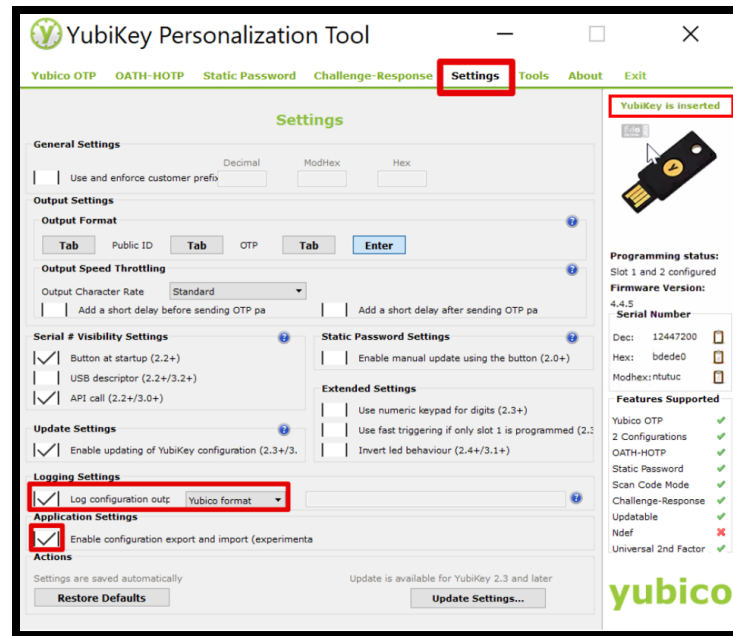 YubiKey Personalization Tool
Yubico OTP OATH-HOTP Static Password Challenge-Response Settings Tools About Exit
Settings
General Settings
Decimal ModHex Hex
Use and enforce customer prefix
Output Settings
Output Format
Tab Public ID Tab OTP Tab Enter
Output Speed Throttling
Output Character Rate Standard
Add a short delay before sending OTP pa Add a short delay after sending OTP pa
Serial # Visibility Settings
Button at startup (2.2+)
USB descriptor (2.2+/3.2+)
API call (2.2+/3.0+)
Static Password Settings
Enable manual update using the button (2.0+)
Extended Settings
Use numeric keypad for digits (2.3+)
Use fast triggering if only slot 1 is programmed (2.3
Invert led behaviour (2.4+/3.1+)
Update Settings
Enable updating of YubiKey configuration (2.3+/3.
Logging Settings
Log configuration outp Yubico format
Application Settings
Enable configuration export and import (experimenta
Actions
Settings are saved automatically Update is available for YubiKey 2.3 and later
Restore Defaults Update Settings...
YubiKey is inserted
Programming status:
Slot 1 and 2 configured
Firmware Version:
4.4.5
Serial Number
Dec: 12447200
Hex: bdede0
Modhex: ntutuc
Features Supported
Yubico OTP
2 Configurations
OATH-HOTP
Static Password
Scan Code Mode
Challenge-Response
Updatable
Ndef
Universal 2nd Factor
yubico